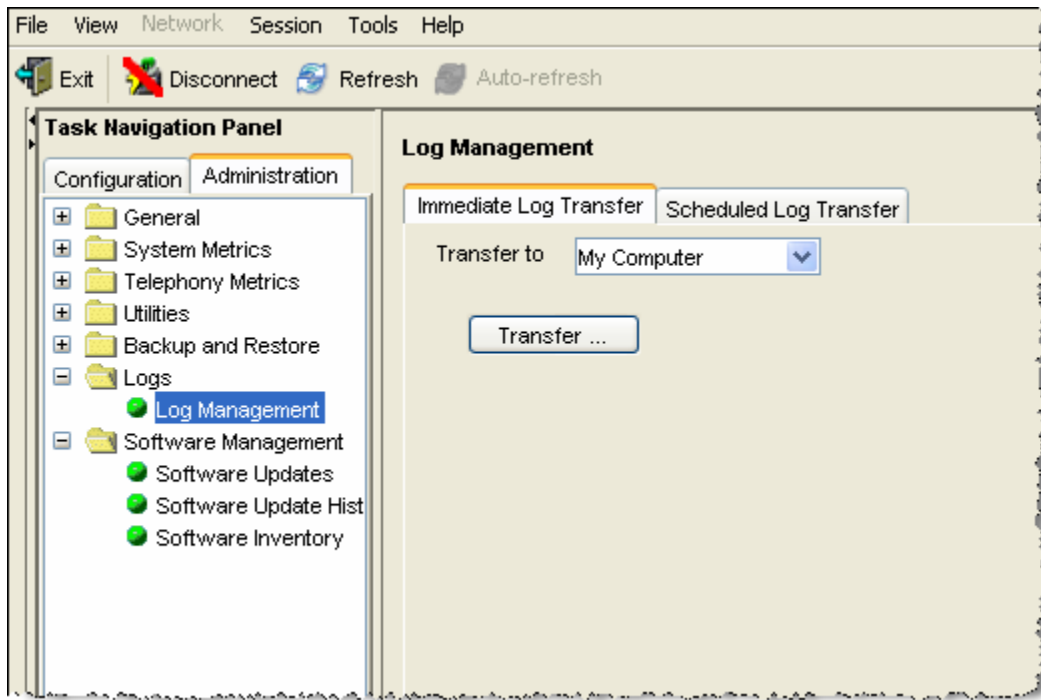 File View Network Session Tools Help
Exit Disconnect Refresh Auto-refresh
Task Navigation Panel
Configuration Administration
General
System Metrics
Telephony Metrics
Utilities
Backup and Restore
Logs
Log Management
Software Management
Software Updates
Software Update Hist
Software Inventory
Log Management
Immediate Log Transfer Scheduled Log Transfer
Transfer to My Computer
Transfer ...